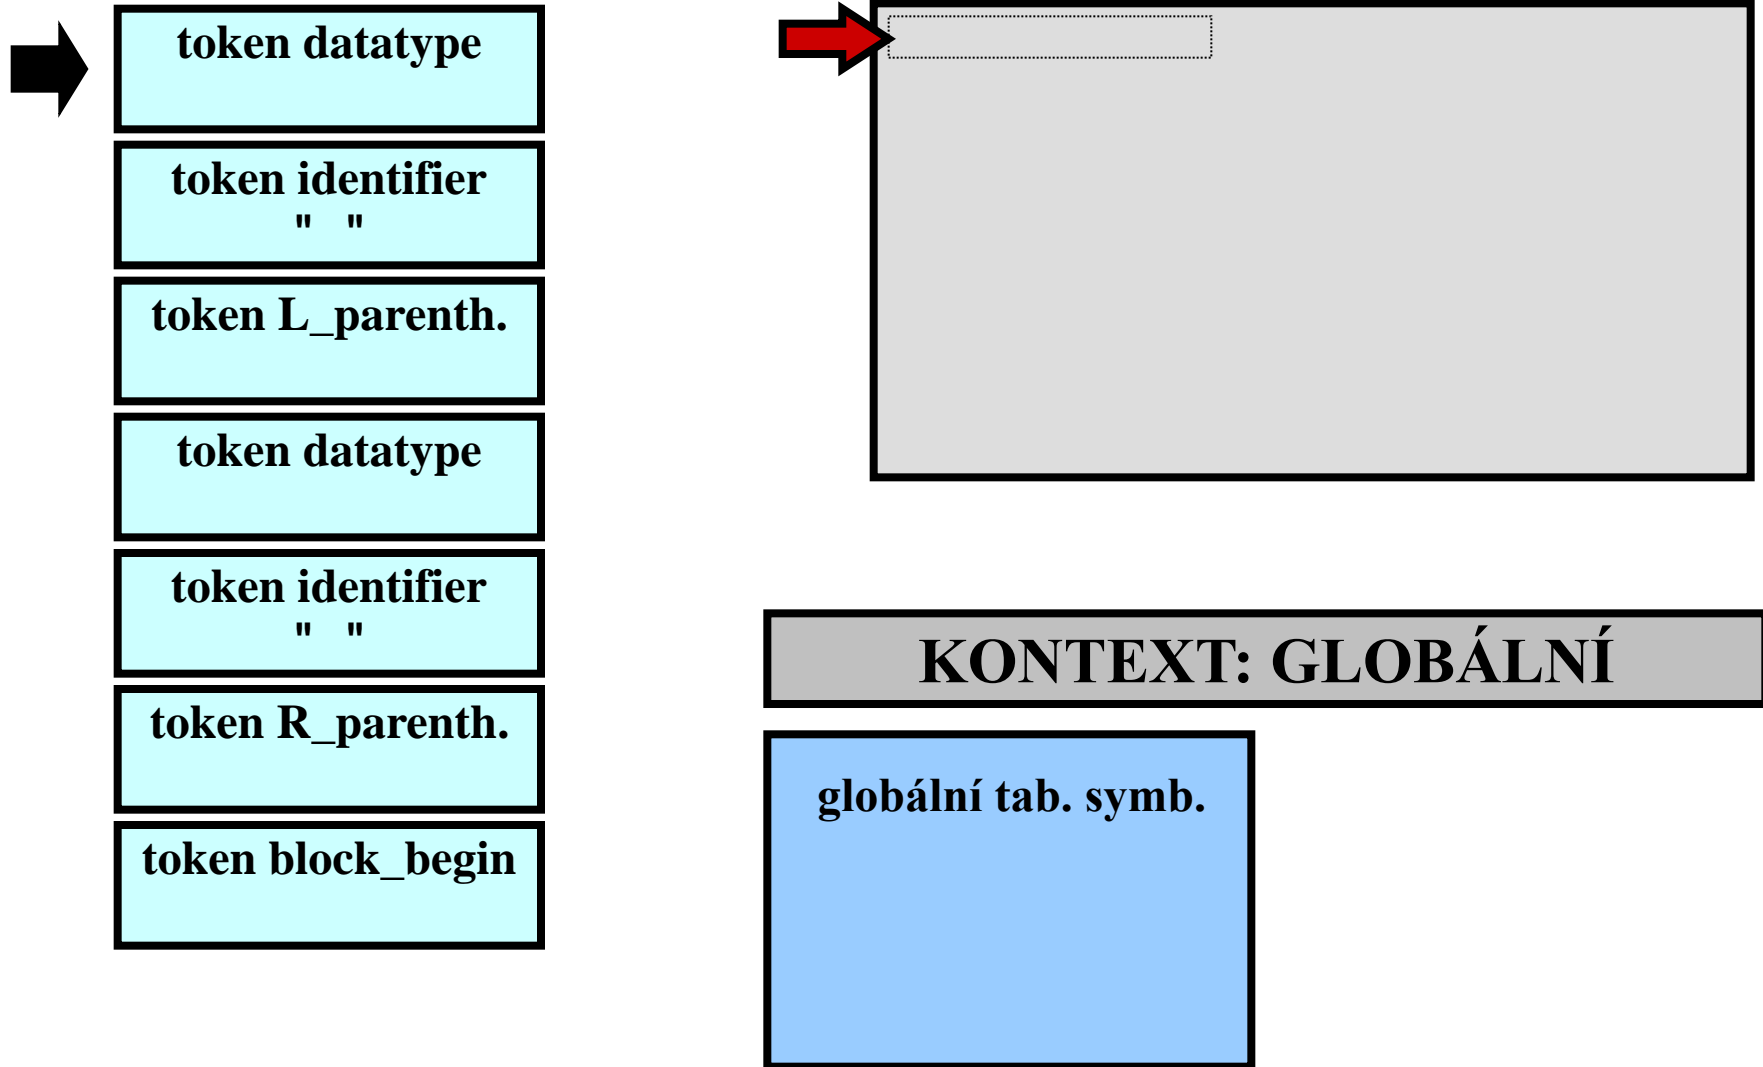 token datatype
token identifier
" "
token L_parenth.
token datatype
token identifier
" "
token R_parenth.
token block_begin
KONTEXT: GLOBÁLNÍ
globální tab. symb.